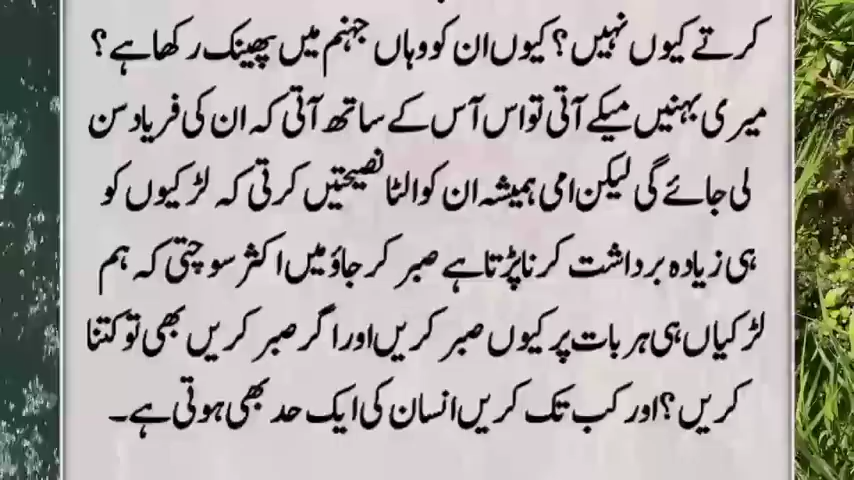 کرتے کیوں نہیں؟ کیوں ان کو وہاں جہنم میں پھینک رکھا ہے؟
میری بہنیں میکے آتی تو اس آس کے ساتھ آتی کہ ان کی فریاد سن
لی جائے گی لیکن امی ہمیشہ ان کو الٹا نصیحتیں کرتی کہ لڑکیوں کو
ہی زیادہ برداشت کرنا پڑتا ہے صبر کر جاؤ میں اکثر سوچتی کہ ہم
لڑکیاں ہی ہر بات پر کیوں صبر کریں اور اگر صبر کریں بھی تو کتنا
کریں؟ اور کب تک کریں انسان کی ایک حد بھی ہوتی ہے۔